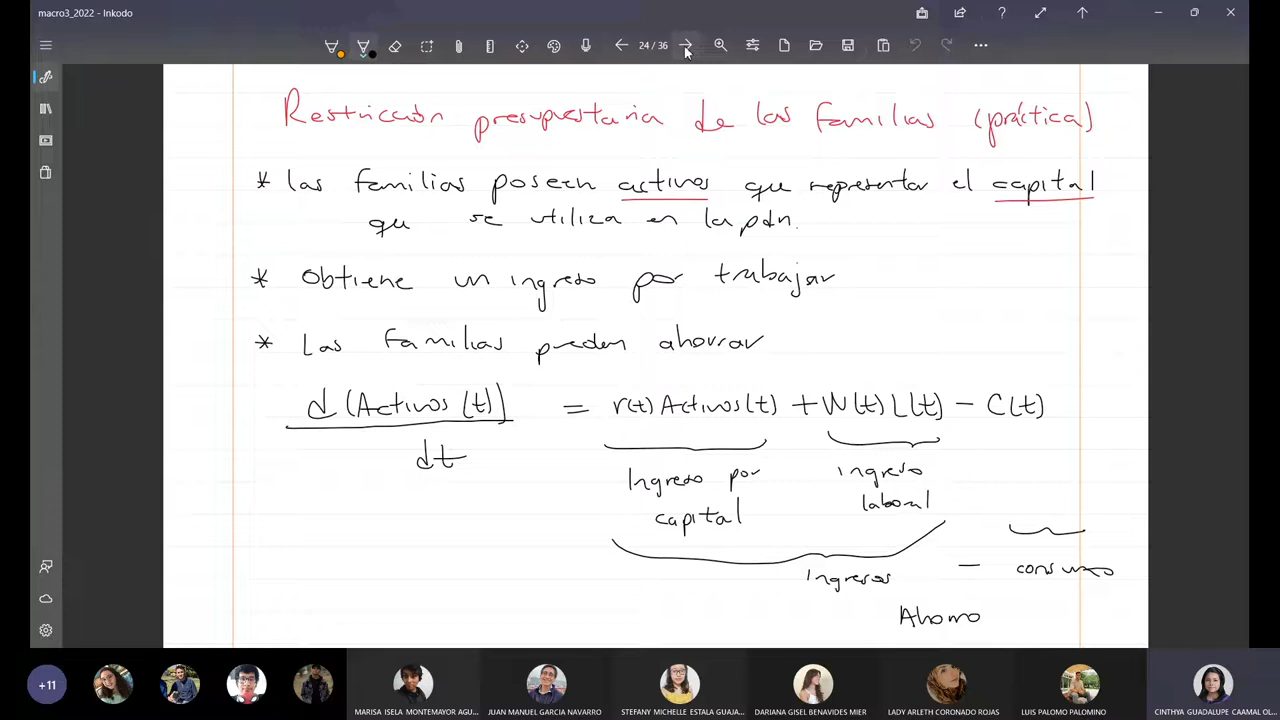 macro3_2022 - Inkodo
24 / 36
Restricción presupuestaria de las familias (práctica)
* las familias poseen activos que representan el capital
que se utiliza en la pdn.
* Obtiene un ingreso por trabajar
* Las familias pueden ahorrar
d(Activos(t)) = r(t) Activos(t) + W(t) L(t) - C(t)
dt
Ingreso por ingreso
capital laboral
Ingresos - consumo
Ahorro
+11
MARISA ISELA MONTEMAYOR AGU... JUAN MANUEL GARCIA NAVARRO STEFANY MICHELLE ESTALA GUAJA... DARIANA GISEL BENAVIDES MIER LADY ARLETH CORONADO ROJAS LUIS PALOMO PALOMINO CINTHYA GUADALUPE CAAMAL OL...